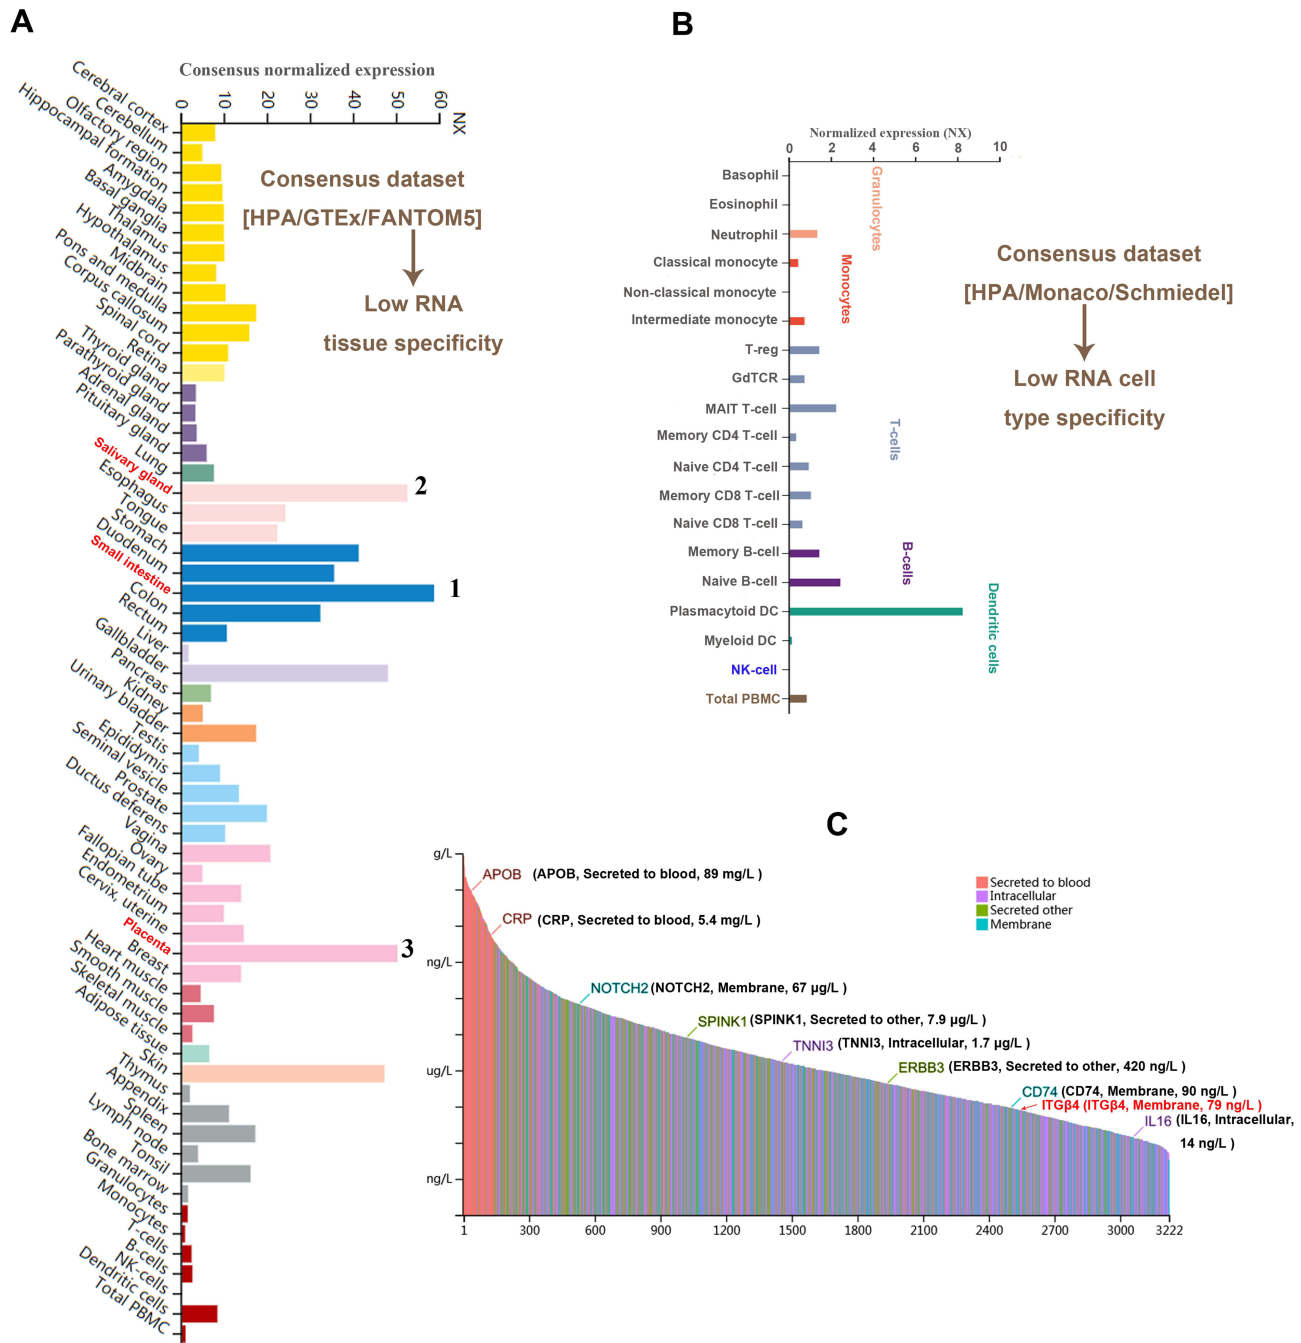 A
Consensus normalized expression
0 10 20 30 40 50 60
NX
Cerebral cortex
Cerebellum
Olfactory region
Hippocampal formation
Amygdala
Basal ganglia
Thalamus
Hypothalamus
Midbrain
Pons and medulla
Corpus callosum
Spinal cord
Retina
Thyroid gland
Parathyroid gland
Adrenal gland
Pituitary gland
Lung
Salivary gland
Esophagus
Tongue
Stomach
Duodenum
Small intestine
Colon
Rectum
Liver
Gallbladder
Pancreas
Kidney
Urinary bladder
Testis
Epididymis
Seminal vesicle
Prostate
Ductus deferens
Vagina
Ovary
Fallopian tube
Endometrium
Cervix, uterine
Placenta
Breast
Heart muscle
Smooth muscle
Skeletal muscle
Adipose tissue
Skin
Thymus
Appendix
Spleen
Lymph node
Tonsil
Bone marrow
Granulocytes
Monocytes
T-cells
B-cells
NK-cells
Dendritic cells
Total PBMC
Consensus dataset
[HPA/GTEx/FANTOM5]
Low RNA
tissue specificity
2
1
3
B
Normalized expression (NX)
0 2 4 6 8 10
Basophil
Eosinophil
Neutrophil
Classical monocyte
Non-classical monocyte
Intermediate monocyte
T-reg
GdTCR
MAIT T-cell
Memory CD4 T-cell
Naive CD4 T-cell
Memory CD8 T-cell
Naive CD8 T-cell
Memory B-cell
Naive B-cell
Plasmacytoid DC
Myeloid DC
NK-cell
Total PBMC
Granulocytes
Monocytes
T-cells
B-cells
Dendritic cells
Consensus dataset
[HPA/Monaco/Schmiedel]
Low RNA cell
type specificity
C
g/L
ng/L
ug/L
ng/L
APOB (APOB, Secreted to blood, 89 mg/L )
CRP (CRP, Secreted to blood, 5.4 mg/L )
NOTCH2 (NOTCH2, Membrane, 67 µg/L )
SPINK1 (SPINK1, Secreted to other, 7.9 µg/L )
TNNI3 (TNNI3, Intracellular, 1.7 µg/L )
ERBB3 (ERBB3, Secreted to other, 420 ng/L )
CD74 (CD74, Membrane, 90 ng/L )
ITGβ4 (ITGβ4, Membrane, 79 ng/L )
IL16 (IL16, Intracellular,
14 ng/L )
Secreted to blood
Intracellular
Secreted other
Membrane
1 300 600 900 1200 1500 1800 2100 2400 2700 3000 3222